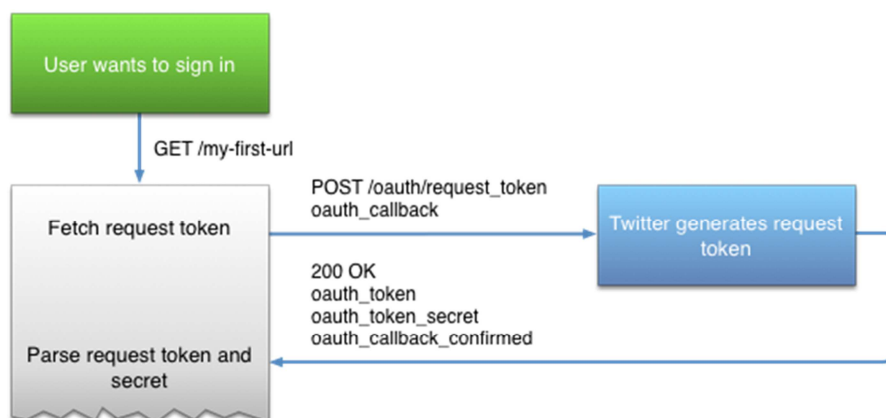 User wants to sign in
GET /my-first-url
POST /oauth/request_token
oauth_callback
Fetch request token
Twitter generates request
token
200 OK
oauth_token
oauth_token_secret
oauth_callback_confirmed
Parse request token and
secret